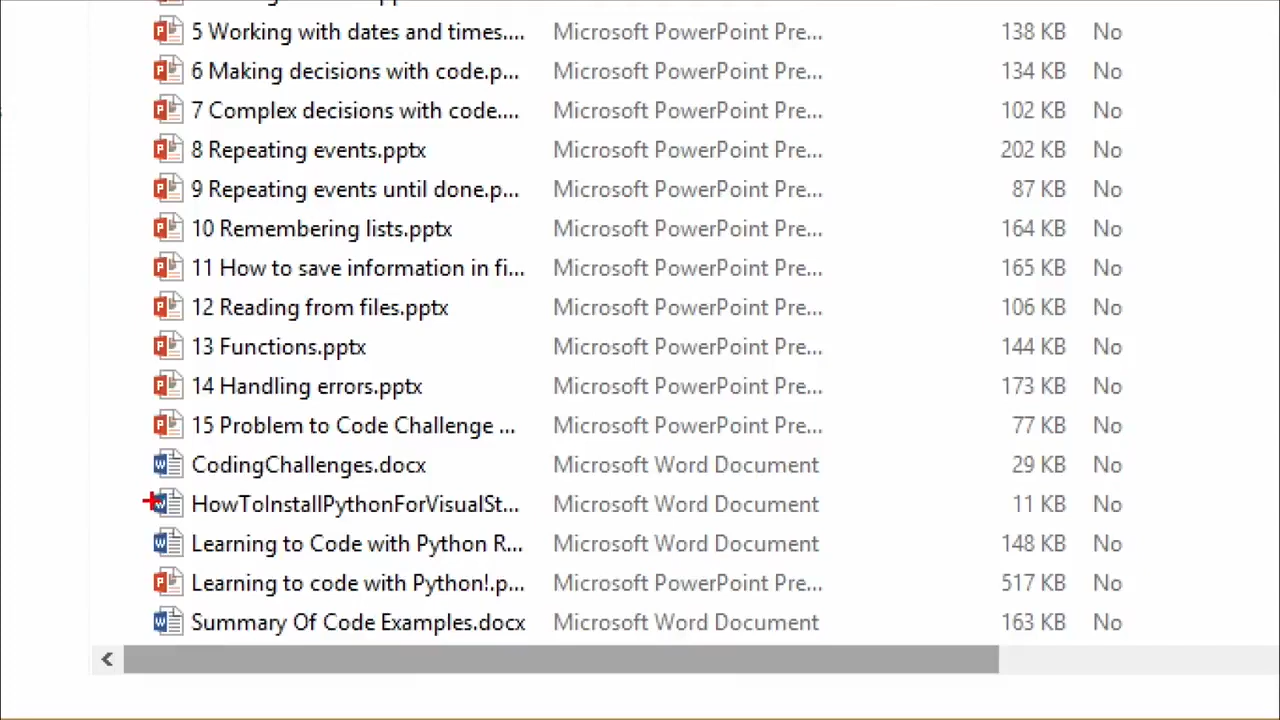 5 Working with dates and times.... Microsoft PowerPoint Pre... 138 KB No
6 Making decisions with code.p... Microsoft PowerPoint Pre... 134 KB No
7 Complex decisions with code.... Microsoft PowerPoint Pre... 102 KB No
8 Repeating events.pptx Microsoft PowerPoint Pre... 202 KB No
9 Repeating events until done.p... Microsoft PowerPoint Pre... 87 KB No
10 Remembering lists.pptx Microsoft PowerPoint Pre... 164 KB No
11 How to save information in fi... Microsoft PowerPoint Pre... 165 KB No
12 Reading from files.pptx Microsoft PowerPoint Pre... 106 KB No
13 Functions.pptx Microsoft PowerPoint Pre... 144 KB No
14 Handling errors.pptx Microsoft PowerPoint Pre... 173 KB No
15 Problem to Code Challenge ... Microsoft PowerPoint Pre... 77 KB No
CodingChallenges.docx Microsoft Word Document 29 KB No
HowToInstallPythonForVisualSt... Microsoft Word Document 11 KB No
Learning to Code with Python R... Microsoft Word Document 148 KB No
Learning to code with Python!.p... Microsoft PowerPoint Pre... 517 KB No
Summary Of Code Examples.docx Microsoft Word Document 163 KB No